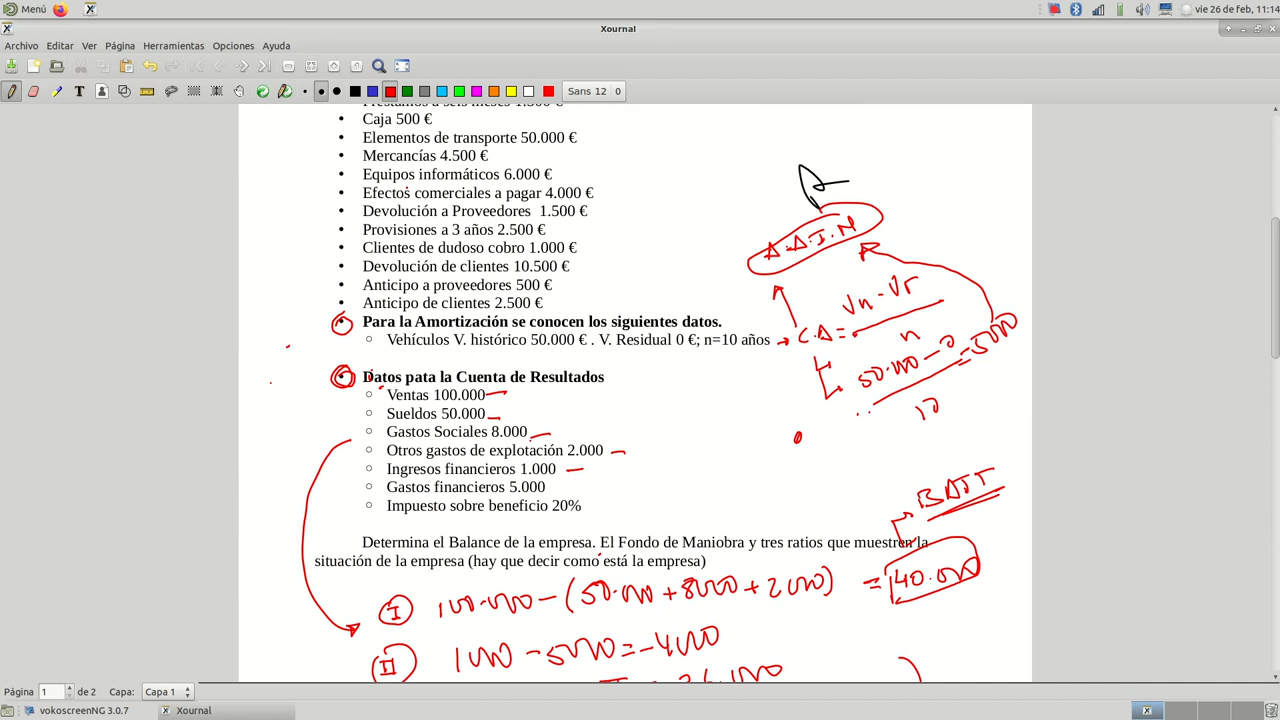 Menú vie 26 de feb, 11:14
Xournal
Archivo Editar Ver Página Herramientas Opciones Ayuda
Sans 12 0
Préstamos a seis meses 1.500 €
Caja 500 €
Elementos de transporte 50.000 €
Mercancías 4.500 €
Equipos informáticos 6.000 €
Efectos comerciales a pagar 4.000 €
Devolución a Proveedores 1.500 €
Provisiones a 3 años 2.500 €
Clientes de dudoso cobro 1.000 €
Devolución de clientes 10.500 €
Anticipo a proveedores 500 €
Anticipo de clientes 2.500 €
Para la Amortización se conocen los siguientes datos.
Vehículos V. histórico 50.000 € . V. Residual 0 €; n=10 años
A.A.I.M
C.A = Vn - Vr
n
50.000 - 0 = 5000
10
Datos pata la Cuenta de Resultados
Ventas 100.000
Sueldos 50.000
Gastos Sociales 8.000
Otros gastos de explotación 2.000
Ingresos financieros 1.000
Gastos financieros 5.000
Impuesto sobre beneficio 20%
BAIT
Determina el Balance de la empresa. El Fondo de Maniobra y tres ratios que muestren la
situación de la empresa (hay que decir como está la empresa)
I 100.000 - (50.000 + 8000 + 2000) = 40.000
II 1000 - 5000 = -4000
Página 1 de 2 Capa: Capa 1
vokoscreenNG 3.0.7 Xournal